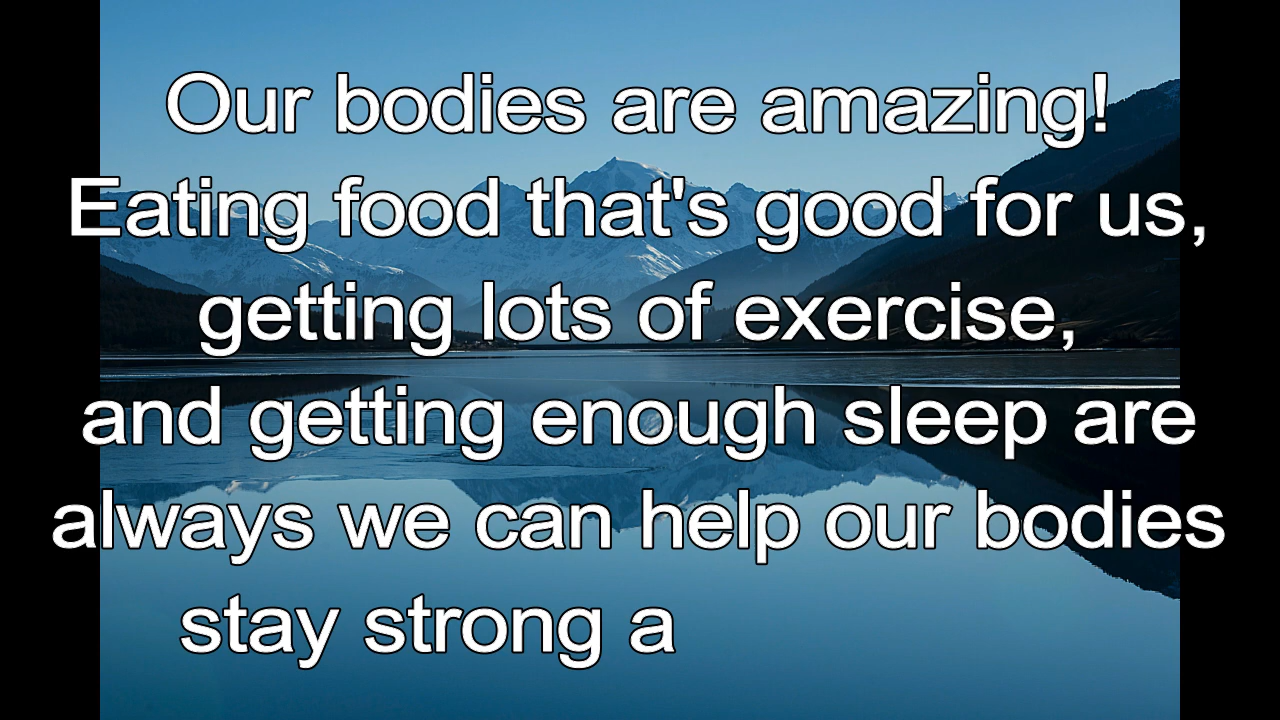 Our bodies are amazing!
Eating food that's good for us,
getting lots of exercise,
and getting enough sleep are
always we can help our bodies
stay strong a